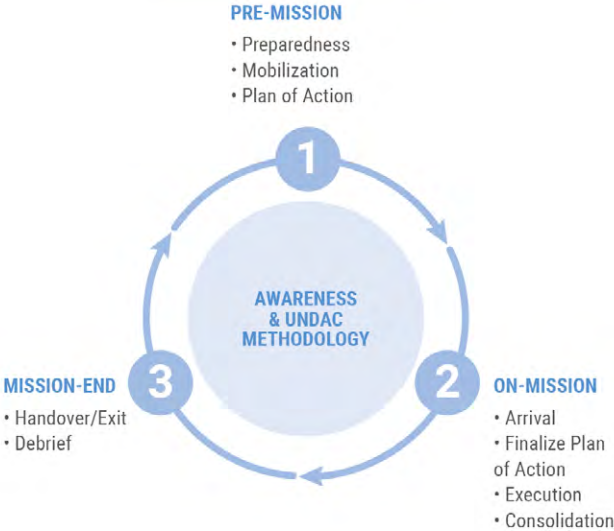 PRE-MISSION
• Preparedness
• Mobilization
• Plan of Action
1
AWARENESS
& UNDAC
METHODOLOGY
MISSION-END
3
• Handover/Exit
• Debrief
2
ON-MISSION
• Arrival
• Finalize Plan
of Action
• Execution
• Consolidation